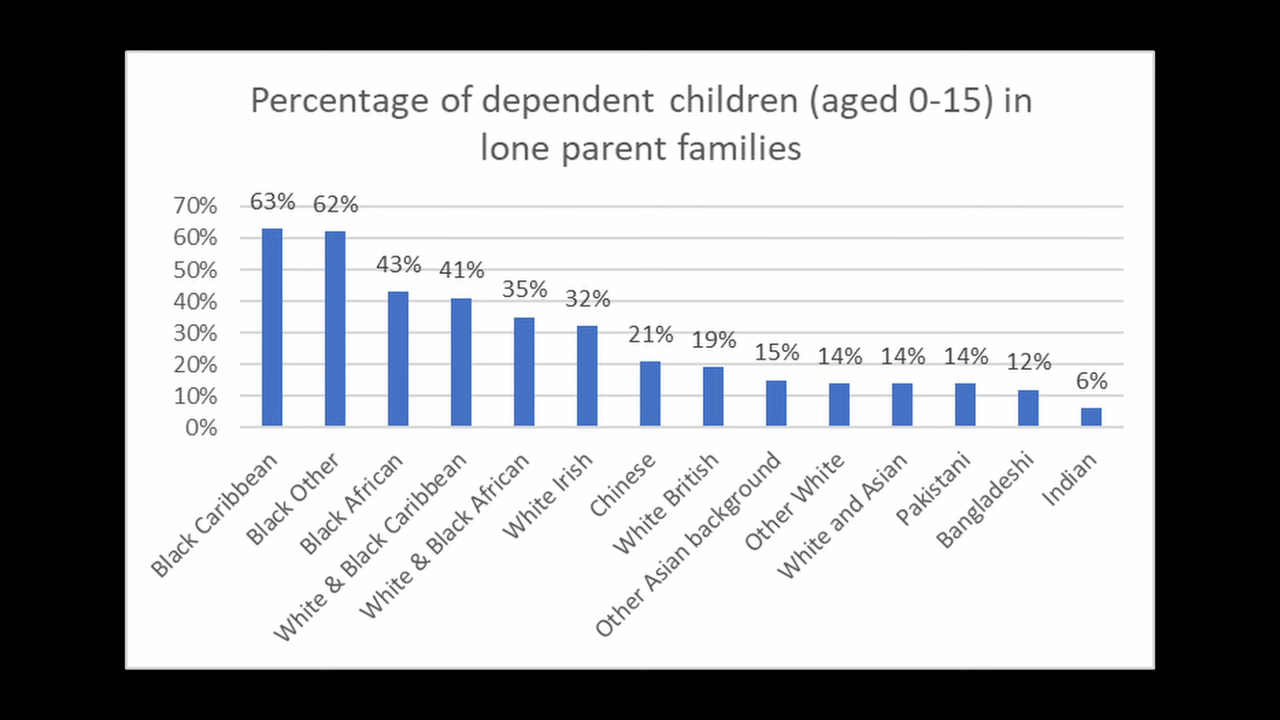 Percentage of dependent children (aged 0-15) in
lone parent families
70%
60%
50%
40%
30%
20%
10%
0%
63%
62%
43%
41%
35%
32%
21%
19%
15%
14%
14%
14%
12%
6%
Black Caribbean
Black Other
Black African
White & Black Caribbean
White & Black African
White Irish
Chinese
White British
Other Asian background
Other White
White and Asian
Pakistani
Bangladeshi
Indian